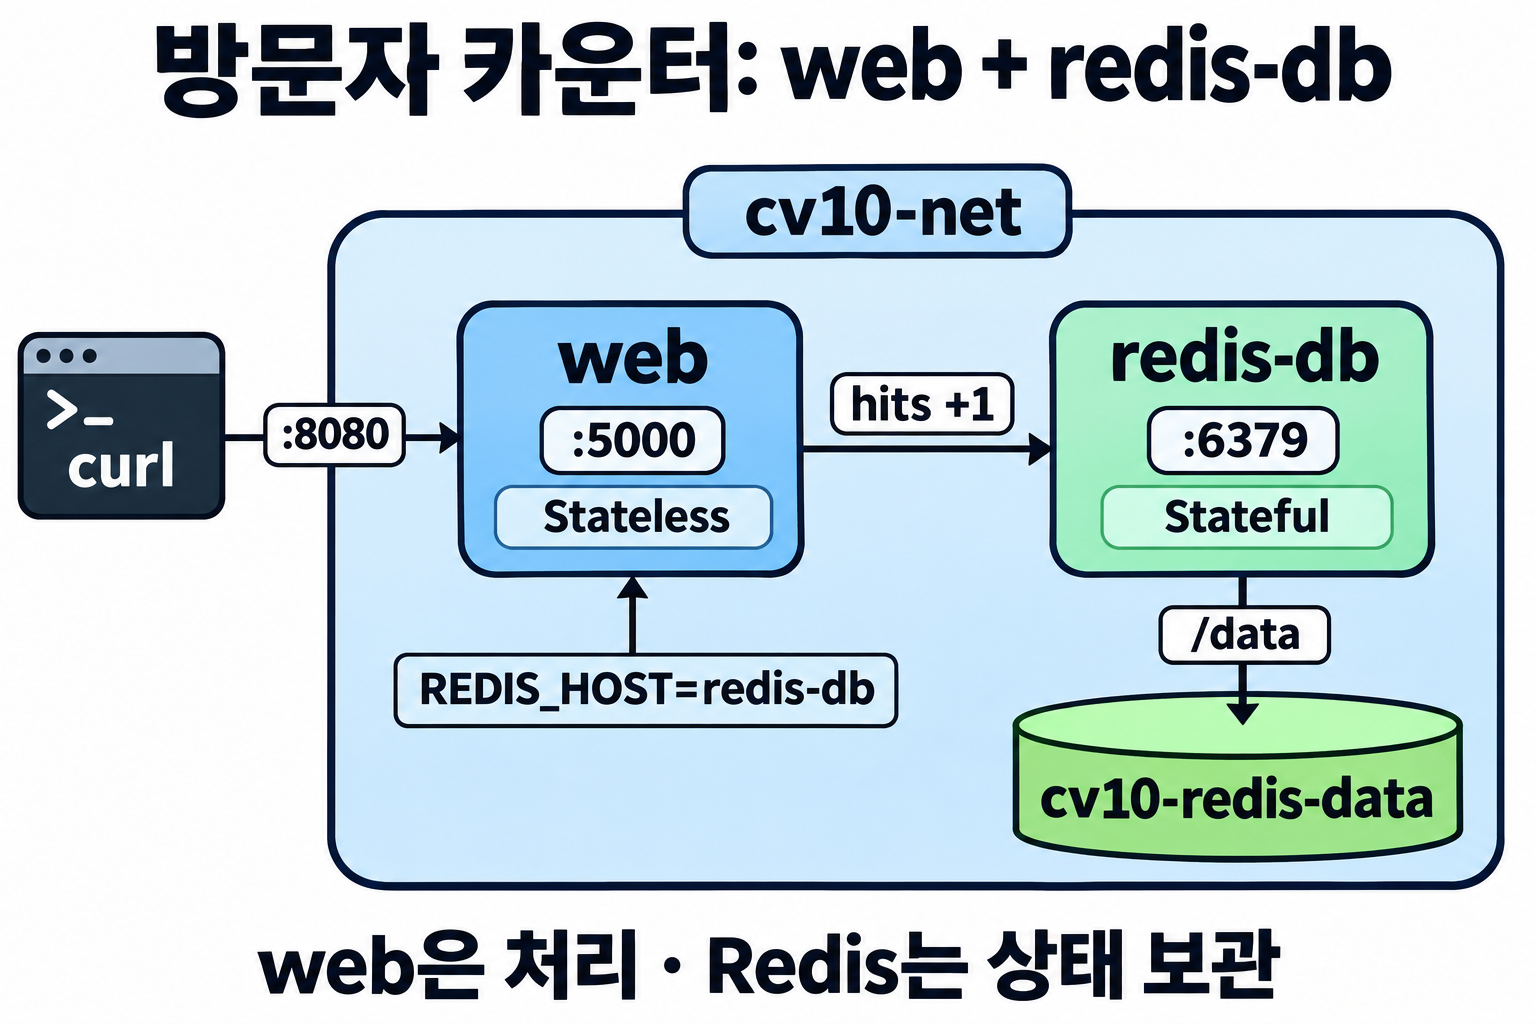 방문자 카운터: web + redis-db
cv10-net
>_
curl
:8080
web
:5000
Stateless
hits +1
redis-db
:6379
Stateful
REDIS_HOST=redis-db
/data
cv10-redis-data
web은 처리 · Redis는 상태 보관